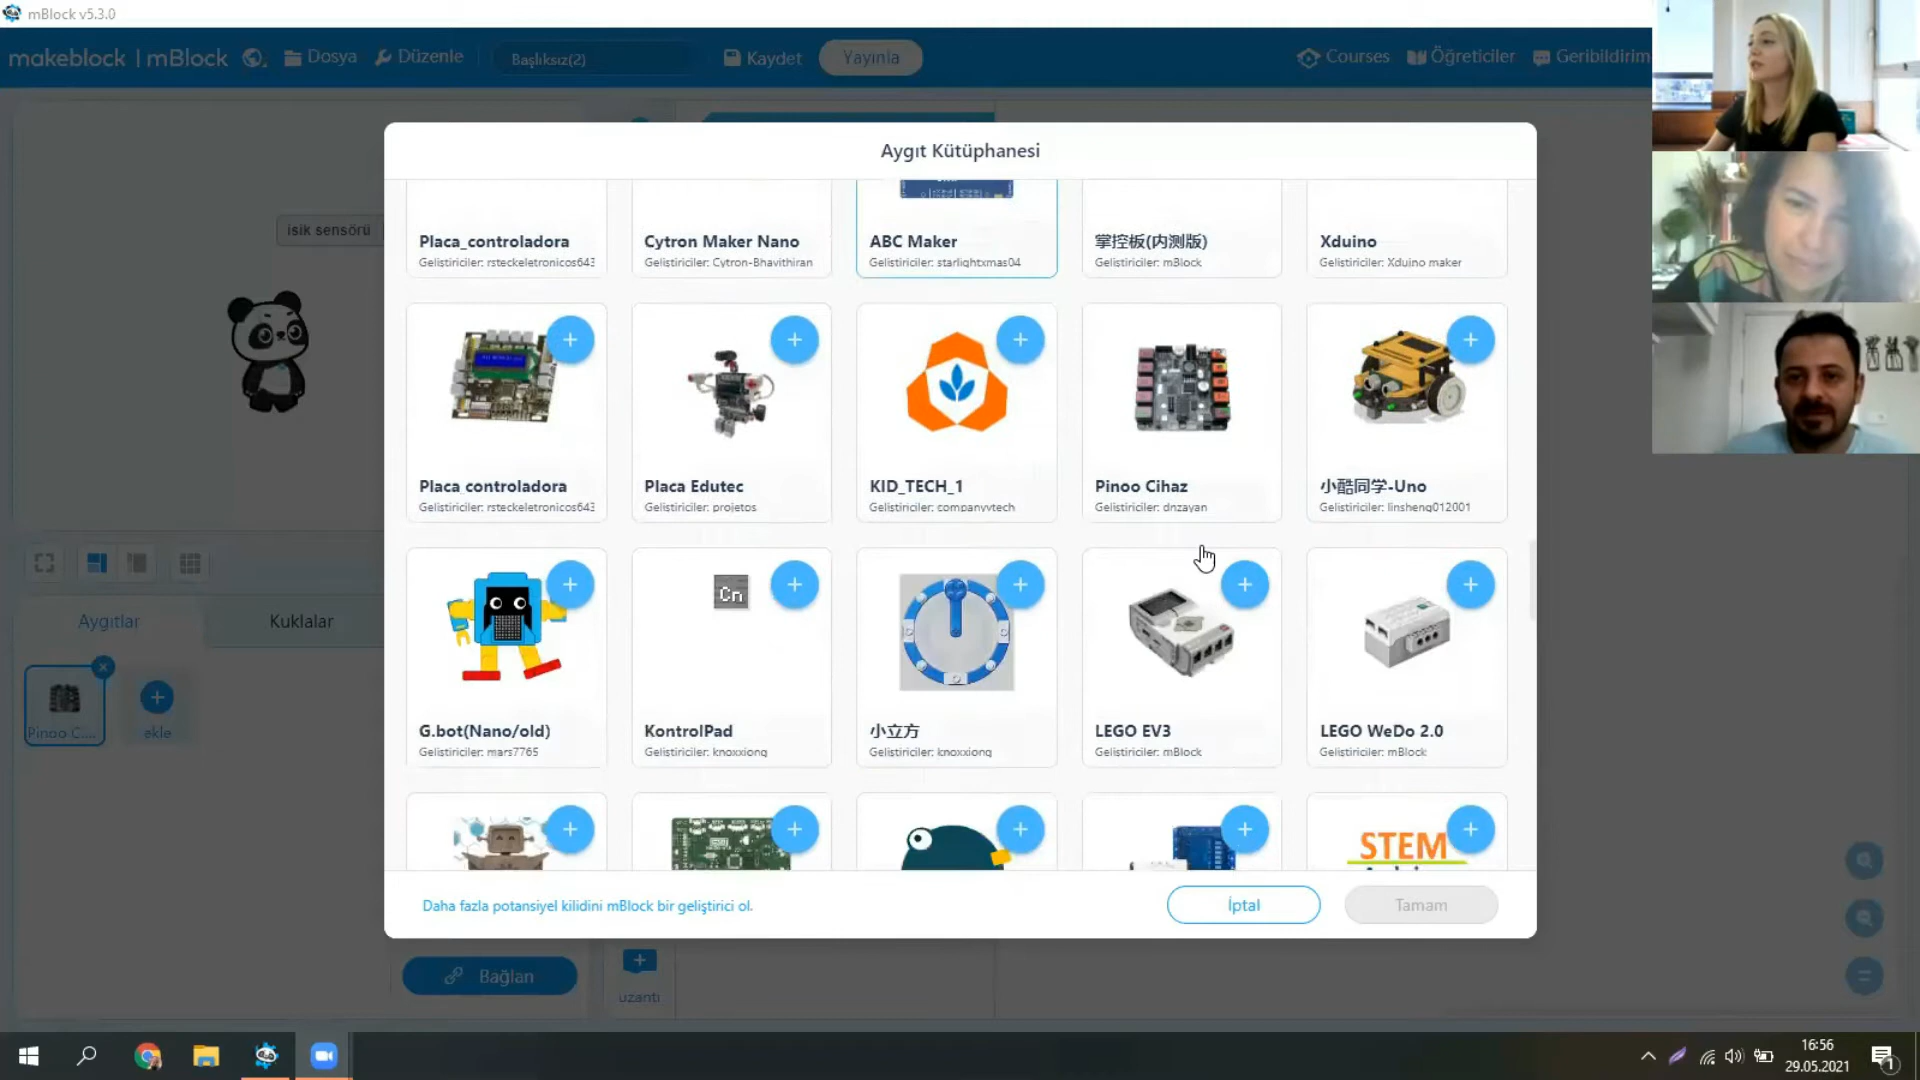 mBlock v5.3.0
makeblock | mBlock
Dosya
Düzenle
Başlıksız(2)
Kaydet
Yayınla
Courses
Öğreticiler
Geribildirim
Aygıt Kütüphanesi
isik sensörü
Placa_controladora
Geliştiriciler: rsteckeletronicos643
Cytron Maker Nano
Geliştiriciler: Cytron-Bhavithiran
ABC Maker
Geliştiriciler: starlightxmas04
掌控板(内测版)
Geliştiriciler: mBlock
Xduino
Geliştiriciler: Xduino maker
Placa controladora
Geliştiriciler: rsteckeletronicos643
Placa Edutec
Geliştiriciler: projetos
KID_TECH_1
Geliştiriciler: companyvtech
Pinoo Cihaz
Geliştiriciler: dnzayan
小酷同学-Uno
Geliştiriciler: linsheng012001
Cn
G.bot(Nano/old)
Geliştiriciler: mars7765
KontrolPad
Geliştiriciler: knoxxiong
小立方
Geliştiriciler: knoxxiong
LEGO EV3
Geliştiriciler: mBlock
LEGO WeDo 2.0
Geliştiriciler: mBlock
STEM
Aygıtlar
Kuklalar
Pinoo C...
ekle
Daha fazla potansiyel kilidini mBlock bir geliştirici ol.
İptal
Tamam
Bağlan
uzantı
16:56
29.05.2021
1